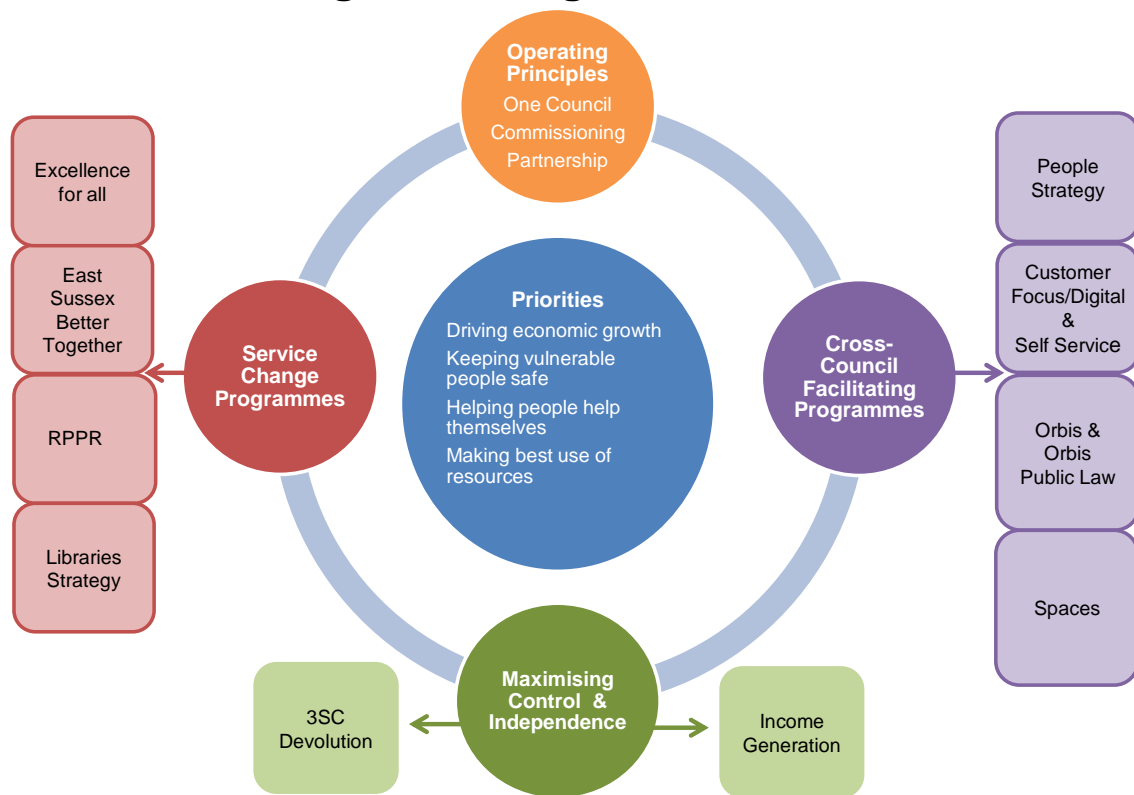 Operating
Principles
One Council
Commissioning
Partnership
Excellence
for all
East
Sussex
Better
Together
RPPR
Libraries
Strategy
Service
Change
Programmes
Priorities
Driving economic growth
Keeping vulnerable
people safe
Helping people help
themselves
Making best use of
resources
Cross-
Council
Facilitating
Programmes
People
Strategy
Customer
Focus/Digital
&
Self Service
Orbis &
Orbis
Public Law
Spaces
Maximising
Control &
Independence
3SC
Devolution
Income
Generation